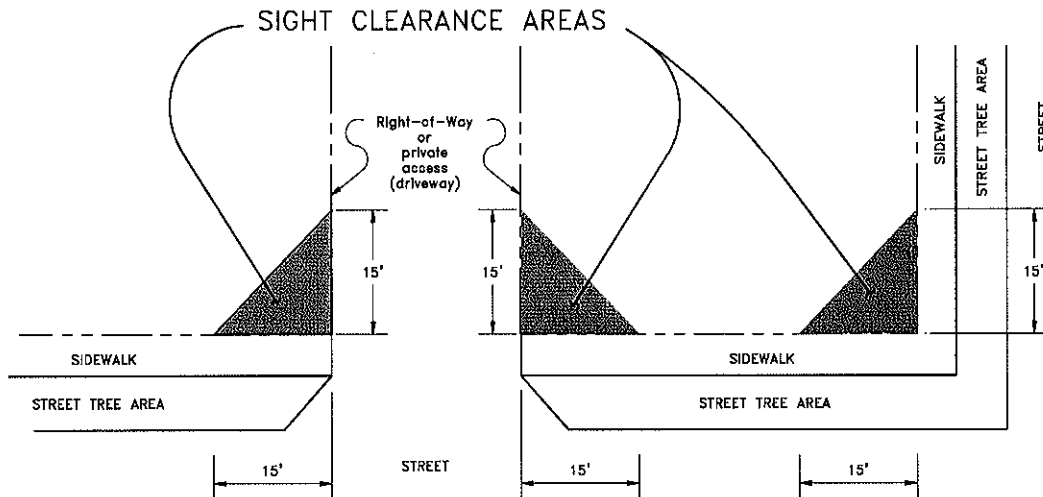 SIGHT CLEARANCE AREAS
Right-of-Way
or
private
access
(driveway)
SIDEWALK
STREET TREE AREA
STREET
15'
15'
15'
SIDEWALK
SIDEWALK
STREET TREE AREA
STREET TREE AREA
15'
STREET
15'
15'